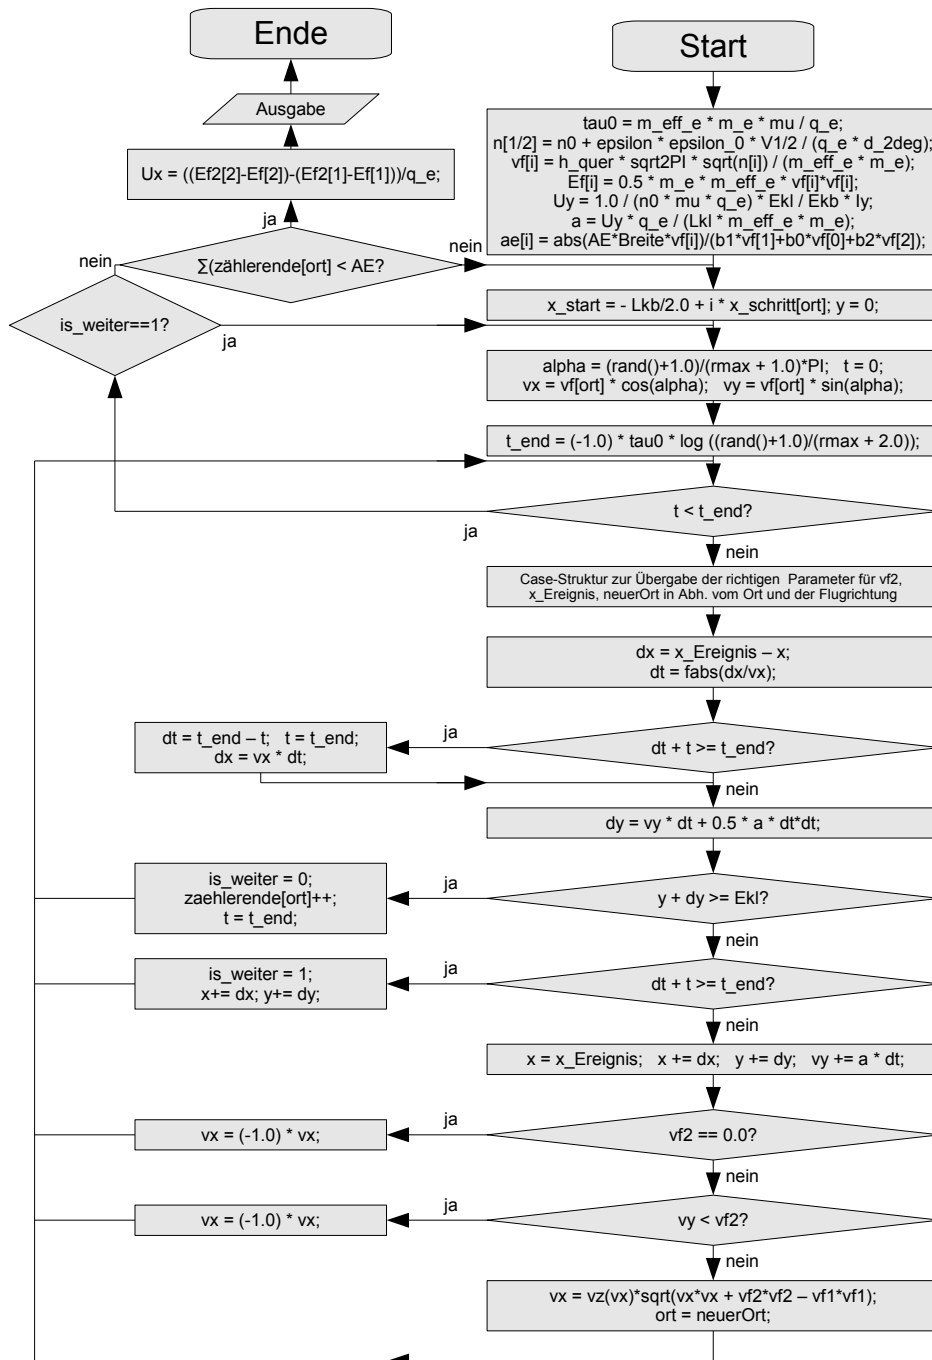 Ende
Start
Ausgabe
tau0 = m_eff_e * m_e * mu / q_e;
n[1/2] = n0 + epsilon * epsilon_0 * V1/2 / (q_e * d_2deg);
vf[i] = h_quer * sqrt2PI * sqrt(n[i]) / (m_eff_e * m_e);
Ef[i] = 0.5 * m_e * m_eff_e * vf[i]*vf[i];
Uy = 1.0 / (n0 * mu * q_e) * Ekl / Ekb * Iy;
a = Uy * q_e / (Lkl * m_eff_e * m_e);
ae[i] = abs(AE*Breite*vf[i])/(b1*vf[1]+b0*vf[0]+b2*vf[2]);
Ux = ((Ef2[2]-Ef[2])-(Ef2[1]-Ef[1]))/q_e;
ja
nein
nein
Σ(zählerende[ort] < AE?
x_start = - Lkb/2.0 + i * x_schritt[ort]; y = 0;
is_weiter==1?
ja
alpha = (rand()+1.0)/(rmax + 1.0)*PI; t = 0;
vx = vf[ort] * cos(alpha); vy = vf[ort] * sin(alpha);
t_end = (-1.0) * tau0 * log ((rand()+1.0)/(rmax + 2.0));
t < t_end?
ja
nein
Case-Struktur zur Übergabe der richtigen Parameter für vf2,
x_Ereignis, neuerOrt in Abh. vom Ort und der Flugrichtung
dx = x_Ereignis – x;
dt = fabs(dx/vx);
dt = t_end – t; t = t_end;
dx = vx * dt;
ja
dt + t >= t_end?
nein
dy = vy * dt + 0.5 * a * dt*dt;
is_weiter = 0;
zaehlerende[ort]++;
t = t_end;
ja
y + dy >= Ekl?
nein
is_weiter = 1;
x+= dx; y+= dy;
ja
dt + t >= t_end?
nein
x = x_Ereignis; x += dx; y += dy; vy += a * dt;
vx = (-1.0) * vx;
ja
vf2 == 0.0?
nein
vx = (-1.0) * vx;
ja
vy < vf2?
nein
vx = vz(vx)*sqrt(vx*vx + vf2*vf2 – vf1*vf1);
ort = neuerOrt;